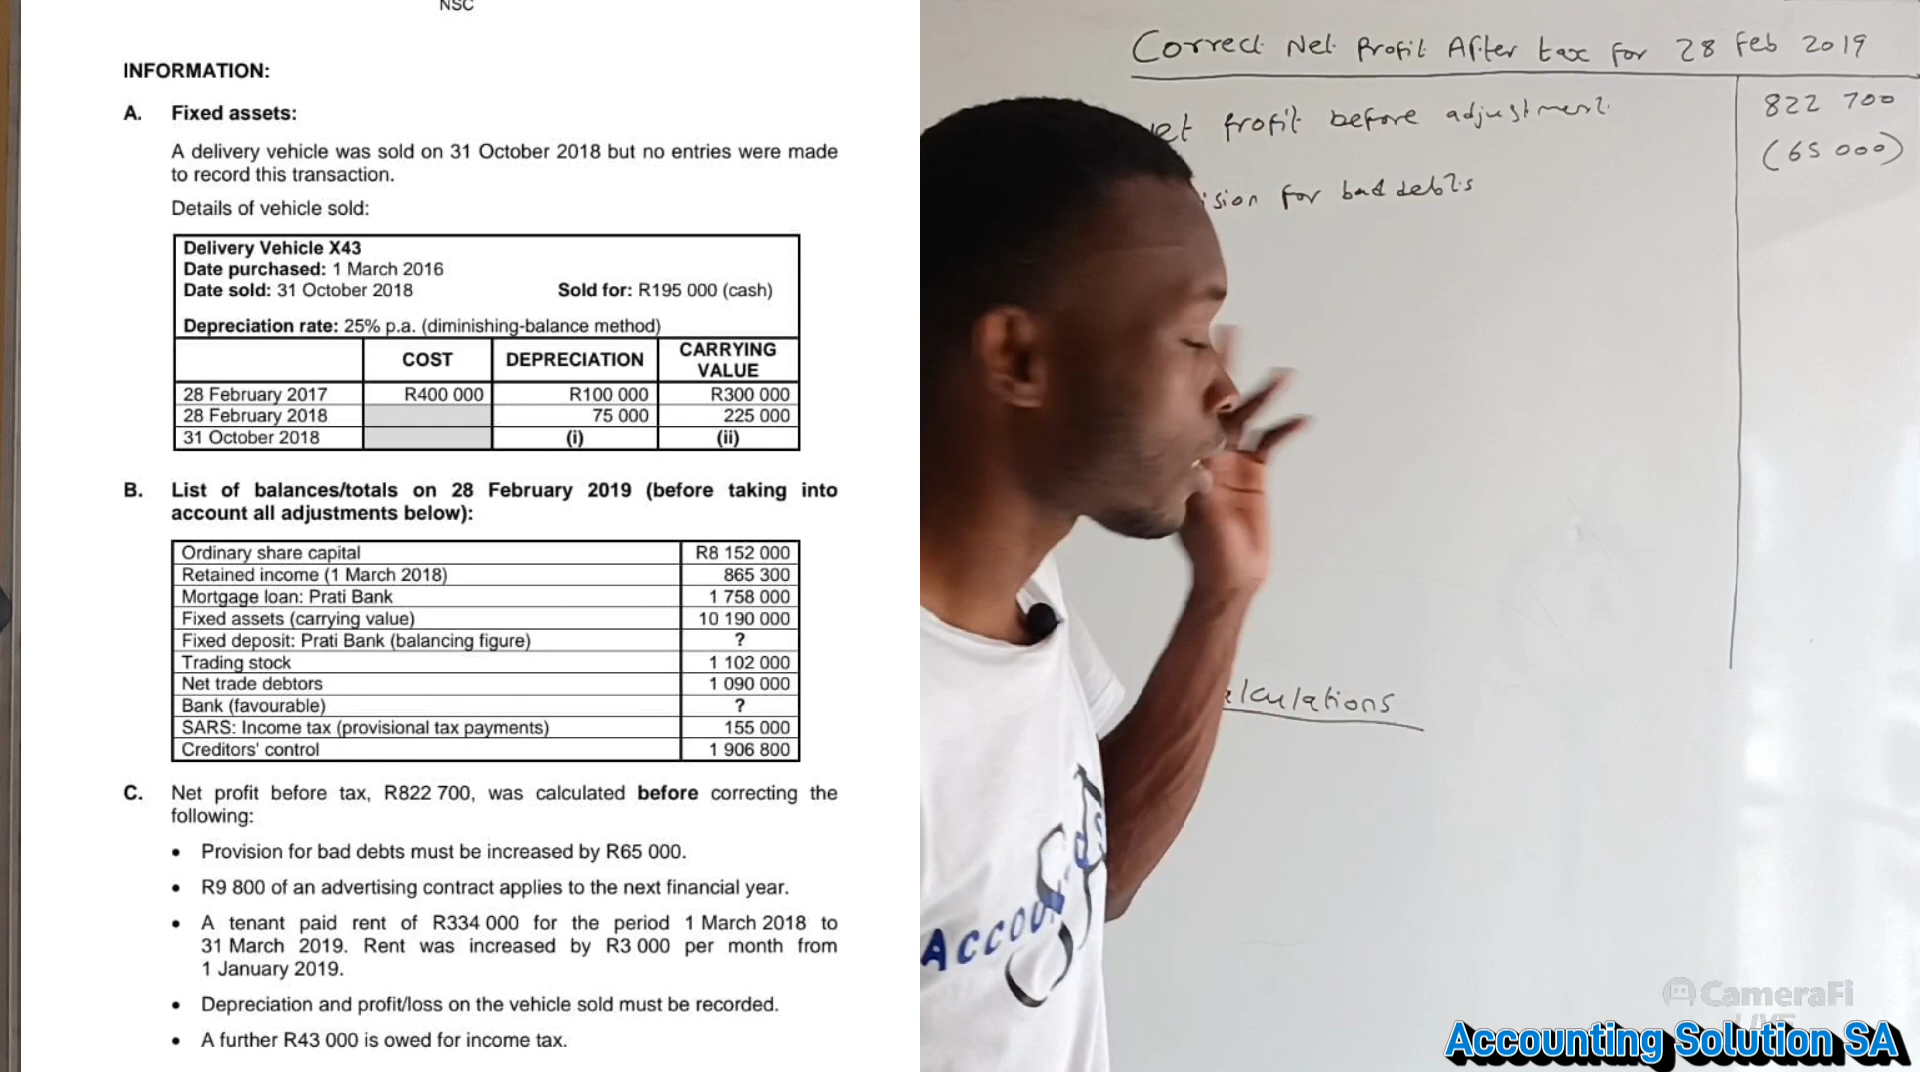 NSC
INFORMATION:
A. Fixed assets:
A delivery vehicle was sold on 31 October 2018 but no entries were made
to record this transaction.
Details of vehicle sold:
Delivery Vehicle X43
Date purchased: 1 March 2016
Date sold: 31 October 2018 Sold for: R195 000 (cash)
Depreciation rate: 25% p.a. (diminishing-balance method)
COST DEPRECIATION CARRYING VALUE
28 February 2017 R400 000 R100 000 R300 000
28 February 2018 75 000 225 000
31 October 2018 (i) (ii)
B. List of balances/totals on 28 February 2019 (before taking into
account all adjustments below):
Ordinary share capital R8 152 000
Retained income (1 March 2018) 865 300
Mortgage loan: Prati Bank 1 758 000
Fixed assets (carrying value) 10 190 000
Fixed deposit: Prati Bank (balancing figure) ?
Trading stock 1 102 000
Net trade debtors 1 090 000
Bank (favourable) ?
SARS: Income tax (provisional tax payments) 155 000
Creditors' control 1 906 800
C. Net profit before tax, R822 700, was calculated before correcting the
following:
• Provision for bad debts must be increased by R65 000.
• R9 800 of an advertising contract applies to the next financial year.
• A tenant paid rent of R334 000 for the period 1 March 2018 to
31 March 2019. Rent was increased by R3 000 per month from
1 January 2019.
• Depreciation and profit/loss on the vehicle sold must be recorded.
• A further R43 000 is owed for income tax.
Correct Net Profit After tax for 28 Feb 2019
et profit before adjustment 822 700
ision for bad debts (65 000)
lculations
CameraFi
LIVE
Accounting Solution SA